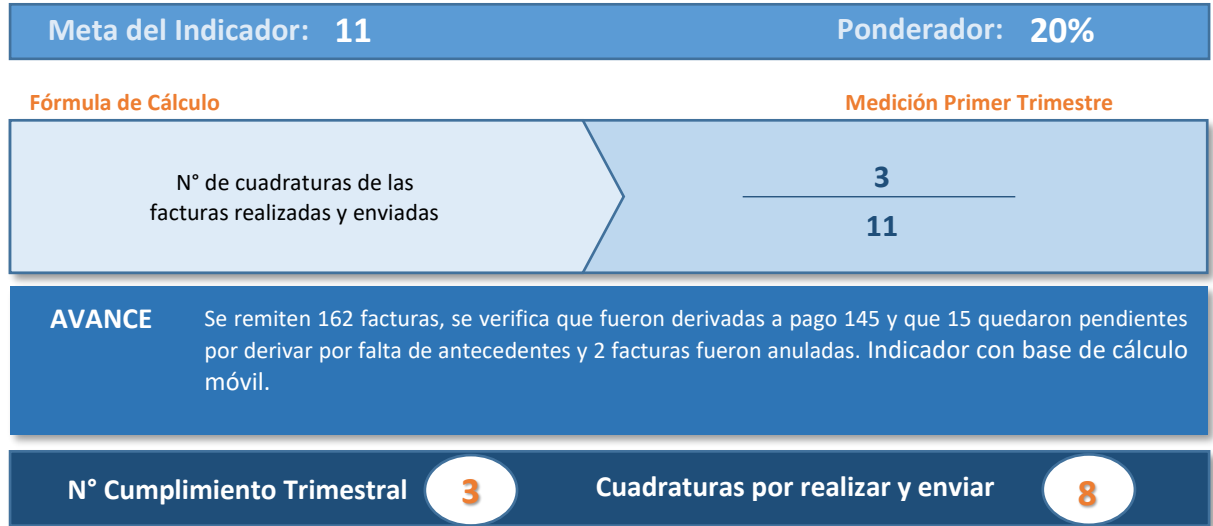 Meta del Indicador: 11 Ponderador: 20%
Fórmula de Cálculo Medición Primer Trimestre
N° de cuadraturas de las
facturas realizadas y enviadas
3
11
AVANCE Se remiten 162 facturas, se verifica que fueron derivadas a pago 145 y que 15 quedaron pendientes
por derivar por falta de antecedentes y 2 facturas fueron anuladas. Indicador con base de cálculo
móvil.
N° Cumplimiento Trimestral 3 Cuadraturas por realizar y enviar 8